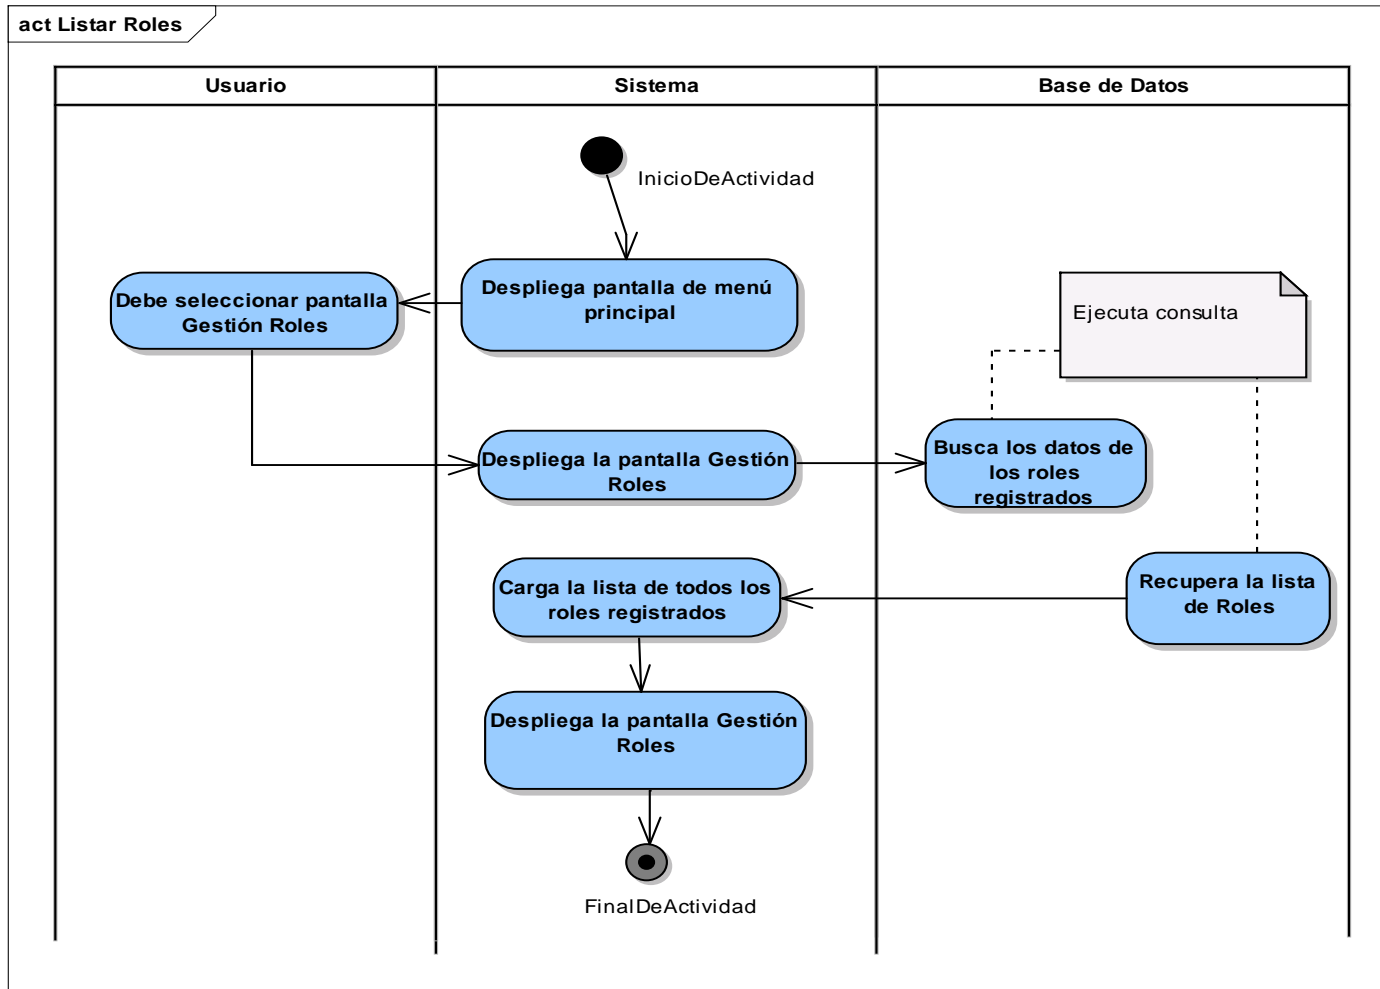 act Listar Roles
Usuario
Sistema
Base de Datos
InicioDeActividad
Despliega pantalla de menú
principal
Debe seleccionar pantalla
Gestión Roles
Ejecuta consulta
Despliega la pantalla Gestión
Roles
Busca los datos de
los roles
registrados
Carga la lista de todos los
roles registrados
Recupera la lista
de Roles
Despliega la pantalla Gestión
Roles
FinalDeActividad